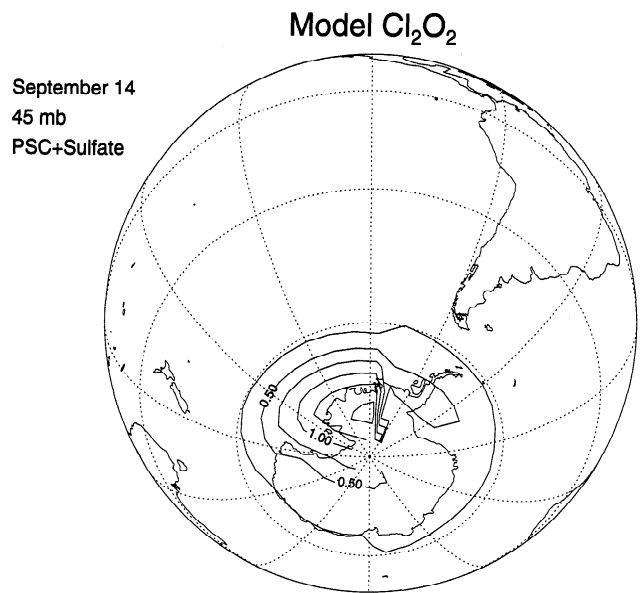 Model Cl₂O₂
September 14
45 mb
PSC+Sulfate
0.50
1.00
0.50